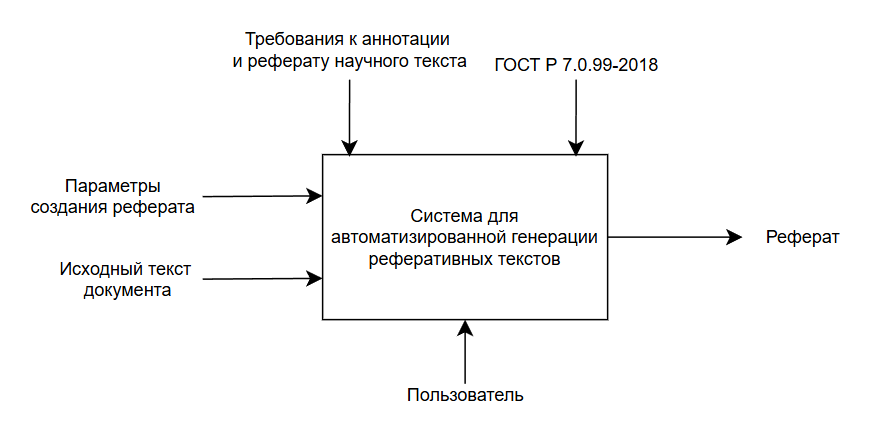 Требования к аннотации
и реферату научного текста
ГОСТ Р 7.0.99-2018
Параметры
создания реферата
Исходный текст
документа
Система для
автоматизированной генерации
реферативных текстов
Реферат
Пользователь